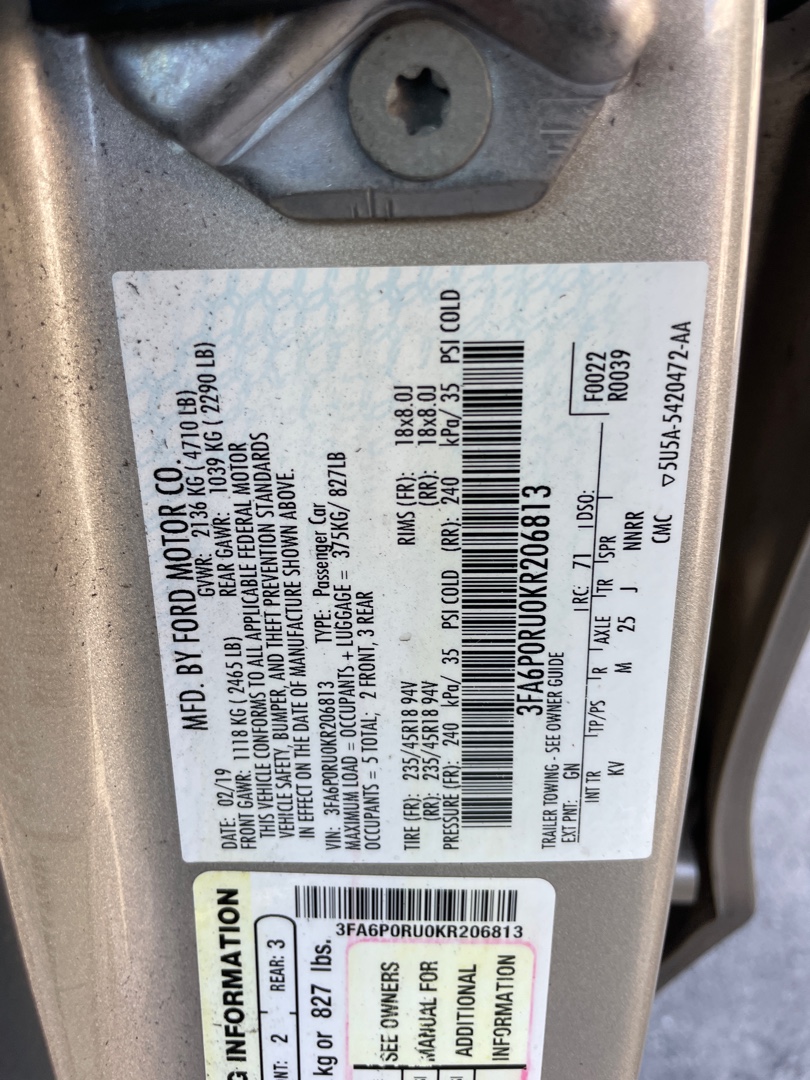 MFD. BY FORD MOTOR CO.
DATE: 02/19 GVWR: 2136 KG ( 4710 LB)
FRONT GAWR: 1118 KG ( 2465 LB) REAR GAWR: 1039 KG ( 2290 LB)
THIS VEHICLE CONFORMS TO ALL APPLICABLE FEDERAL MOTOR
VEHICLE SAFETY, BUMPER, AND THEFT PREVENTION STANDARDS
IN EFFECT ON THE DATE OF MANUFACTURE SHOWN ABOVE.
VIN: 3FA6P0RU0KR206813 TYPE: Passenger Car
MAXIMUM LOAD = OCCUPANTS + LUGGAGE = 375KG/ 827LB
OCCUPANTS = 5 TOTAL; 2 FRONT, 3 REAR
TIRE (FR): 235/45R18 94V RIMS (FR): 18x8.0J
(RR): 235/45R18 94V (RR): 18x8.0J
PRESSURE (FR): 240 kPa/ 35 PSI COLD (RR): 240 kPa/ 35 PSI COLD
3FA6P0RU0KR206813
TRAILER TOWING - SEE OWNER GUIDE
EXT PNT: GN RC: 71 DSO: F0022
R0039
INT TR TP/PS R AXLE TR SPR
KV M 25 J NNRR
CMC ▽5U5A-5420472-AA
G INFORMATION
NT: 2 REAR: 3
kg or 827 lbs.
3FA6P0RU0KR206813
SEE OWNERS
MANUAL FOR
ADDITIONAL
INFORMATION